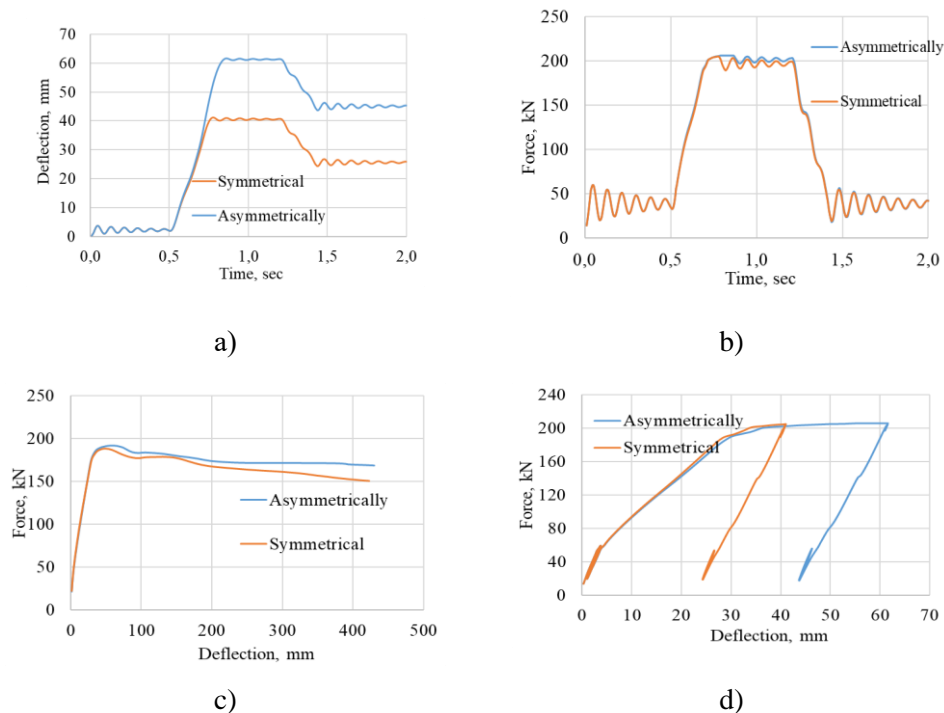 70
60
50
40
30
20
10
0
Deflection, mm
Symmetrical
Asymmetrically
0,0 0,5 1,0 1,5 2,0
Time, sec
a)
250
200
150
100
50
0
Force, kN
Asymmetrically
Symmetrical
0,0 0,5 1,0 1,5 2,0
Time, sec
b)
250
200
150
100
50
0
Force, kN
Asymmetrically
Symmetrical
0 100 200 300 400 500
Deflection, mm
c)
240
200
160
120
80
40
0
Force, kN
Asymmetrically
Symmetrical
0 10 20 30 40 50 60 70
Deflection, mm
d)